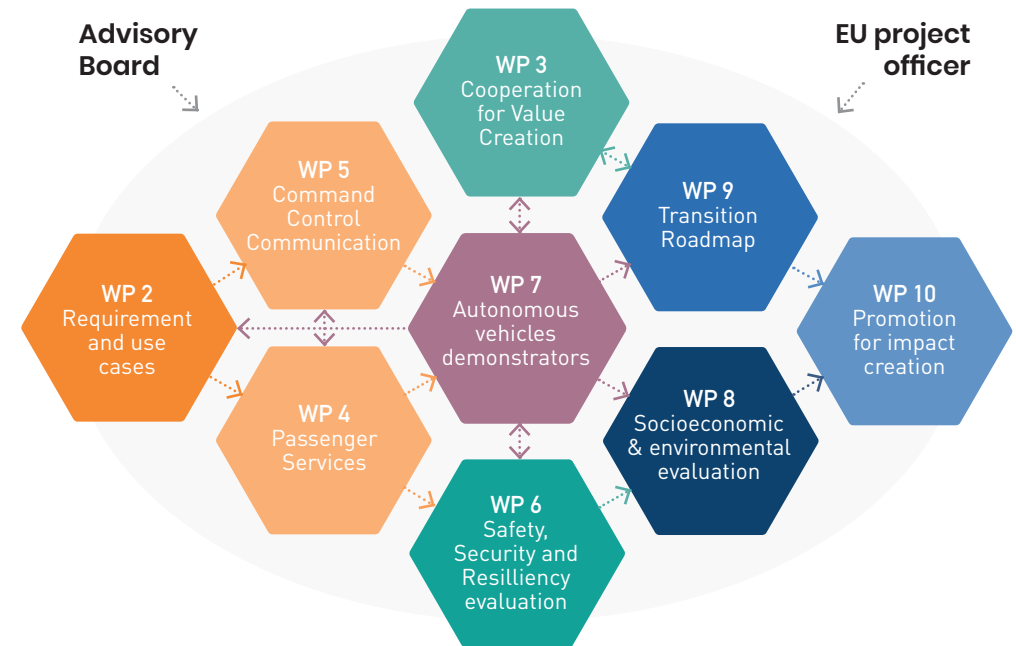 Advisory
Board
EU project
officer
WP 3
Cooperation
for Value
Creation
WP 5
Command
Control
Communication
WP 9
Transition
Roadmap
WP 2
Requirement
and use
cases
WP 7
Autonomous
vehicles
demonstrators
WP 10
Promotion
for impact
creation
WP 4
Passenger
Services
WP 8
Socioeconomic
& environmental
evaluation
WP 6
Safety,
Security and
Resilliency
evaluation